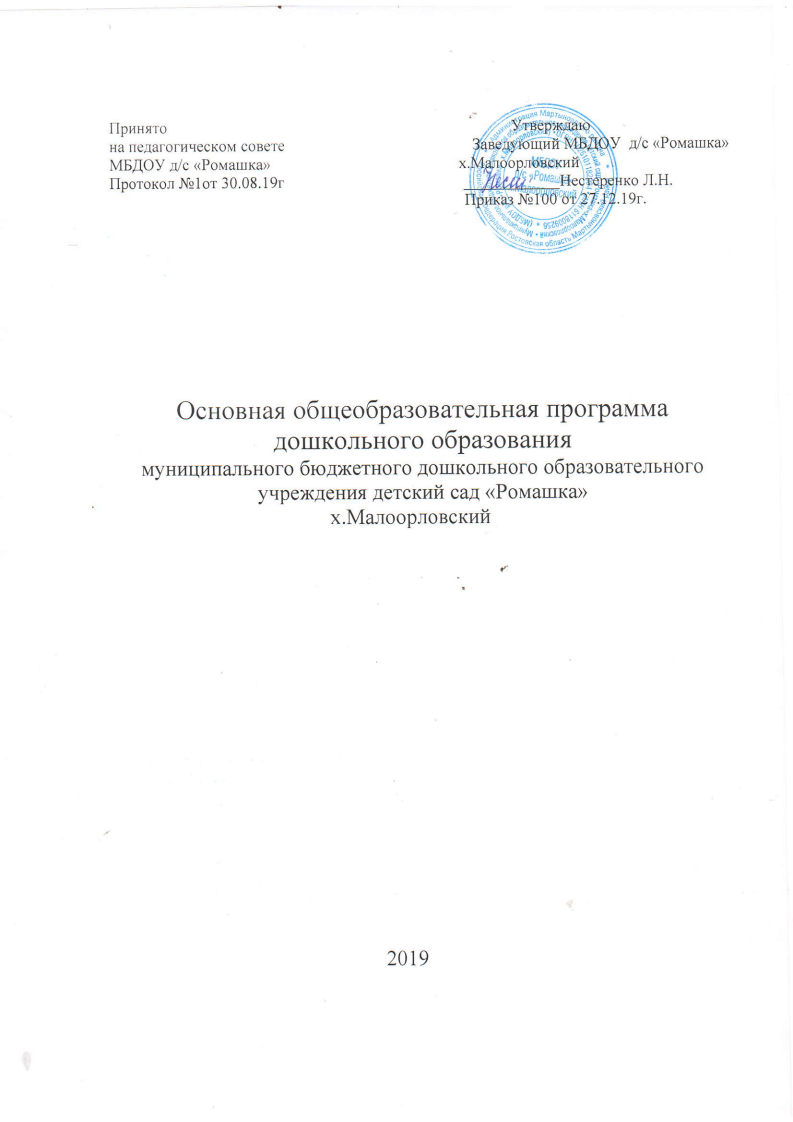 Принято
на педагогическом совете
МБДОУ д/с «Ромашка»
Протокол №1от 30.08.19г
Утверждаю
Заведующий МБДОУ д/с «Ромашка»
х.Малоорловский
Нестеренко Л.Н.
Приказ №100 от 27.12.19г.
Основная общеобразовательная программа
дошкольного образования
муниципального бюджетного дошкольного образовательного
учреждения детский сад «Ромашка»
х.Малоорловский
2019